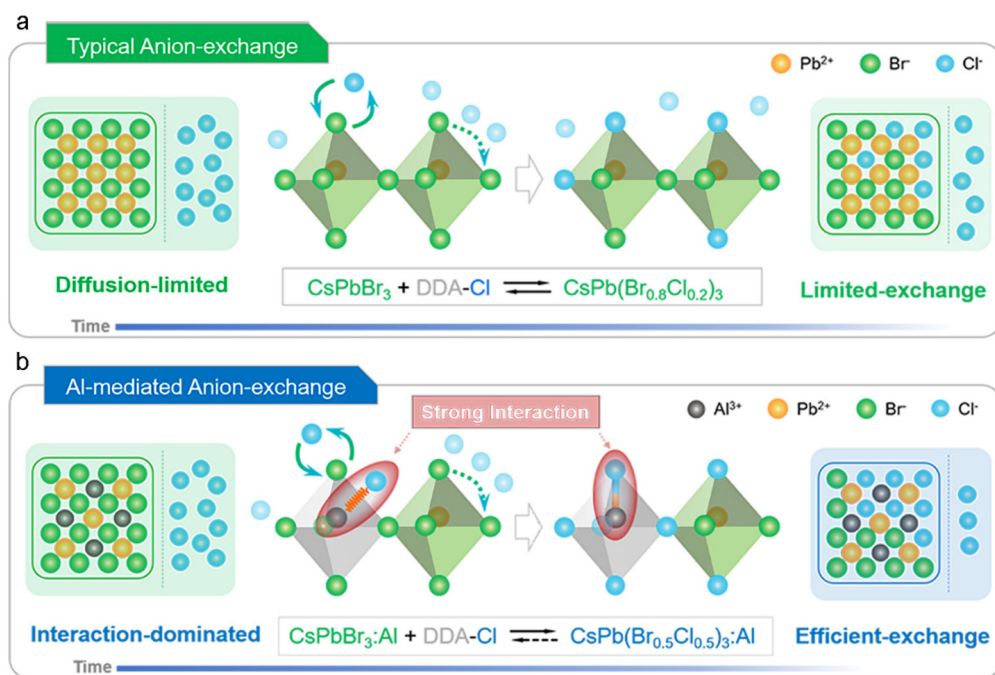 a
Typical Anion-exchange
Pb²⁺ Br⁻ Cl⁻
Diffusion-limited
CsPbBr₃ + DDA-Cl ⇌ CsPb(Br₀.₈Cl₀.₂)₃
Limited-exchange
Time
b
Al-mediated Anion-exchange
Strong Interaction
Al³⁺ Pb²⁺ Br⁻ Cl⁻
Interaction-dominated
CsPbBr₃:Al + DDA-Cl ⇌ CsPb(Br₀.₅Cl₀.₅)₃:Al
Efficient-exchange
Time